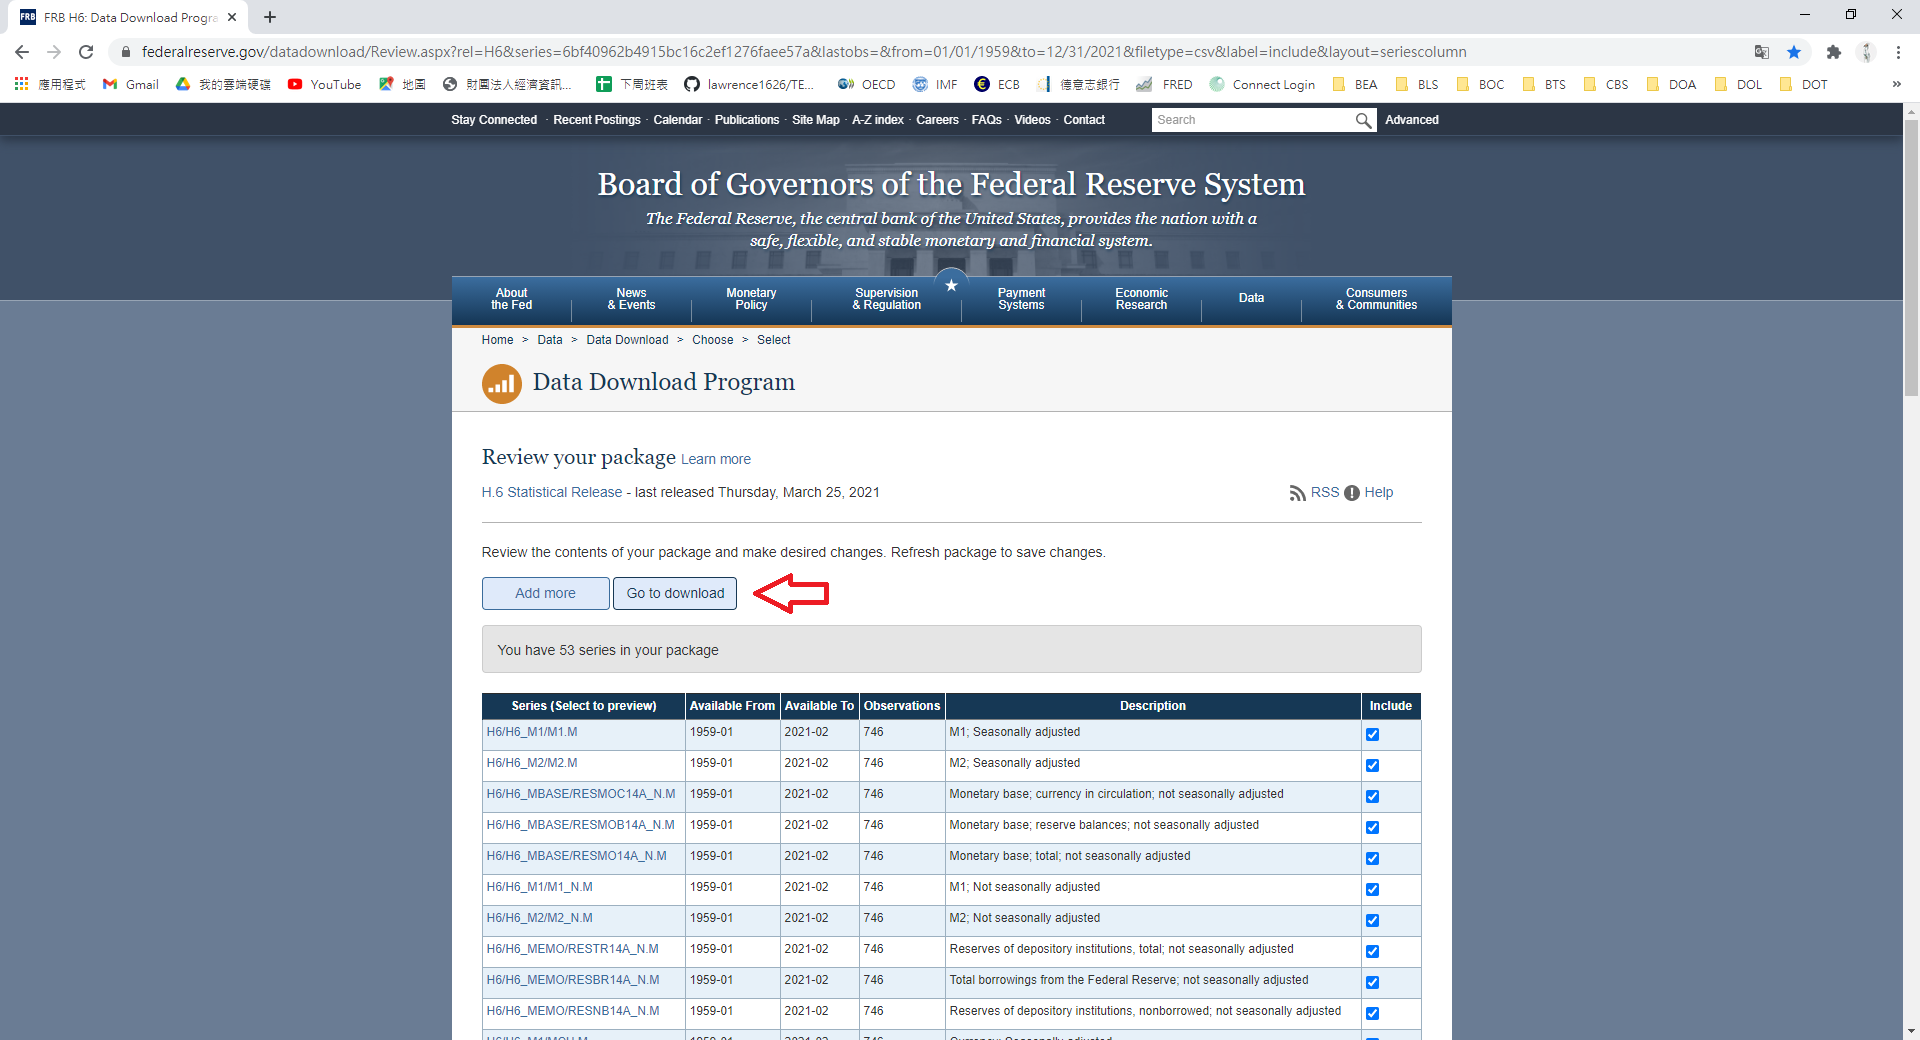 FRB H6: Data Download Progra
federalreserve.gov/datadownload/Review.aspx?rel=H6&series=6bf40962b4915bc16c2ef1276faee57a&lastobs=&from=01/01/1959&to=12/31/2021&filetype=csv&label=include&layout=seriescolumn
應用程式 Gmail 我的雲端硬碟 YouTube 地圖 財團法人經濟資訊... 下周班表 lawrence1626/TE... OECD IMF ECB 德意志銀行 FRED Connect Login BEA BLS BOC BTS CBS DOA DOL DOT »
Stay Connected · Recent Postings · Calendar · Publications · Site Map · A-Z index · Careers · FAQs · Videos · Contact Search Advanced
Board of Governors of the Federal Reserve System
The Federal Reserve, the central bank of the United States, provides the nation with a
safe, flexible, and stable monetary and financial system.
About the Fed
News & Events
Monetary Policy
Supervision & Regulation
Payment Systems
Economic Research
Data
Consumers & Communities
Home > Data > Data Download > Choose > Select
Data Download Program
Review your package Learn more
H.6 Statistical Release - last released Thursday, March 25, 2021 RSS Help
Review the contents of your package and make desired changes. Refresh package to save changes.
Add more Go to download
You have 53 series in your package
Series (Select to preview) Available From Available To Observations Description Include
H6/H6_M1/M1.M 1959-01 2021-02 746 M1; Seasonally adjusted
H6/H6_M2/M2.M 1959-01 2021-02 746 M2; Seasonally adjusted
H6/H6_MBASE/RESMOC14A_N.M 1959-01 2021-02 746 Monetary base; currency in circulation; not seasonally adjusted
H6/H6_MBASE/RESMOB14A_N.M 1959-01 2021-02 746 Monetary base; reserve balances; not seasonally adjusted
H6/H6_MBASE/RESMO14A_N.M 1959-01 2021-02 746 Monetary base; total; not seasonally adjusted
H6/H6_M1/M1_N.M 1959-01 2021-02 746 M1; Not seasonally adjusted
H6/H6_M2/M2_N.M 1959-01 2021-02 746 M2; Not seasonally adjusted
H6/H6_MEMO/RESTR14A_N.M 1959-01 2021-02 746 Reserves of depository institutions, total; not seasonally adjusted
H6/H6_MEMO/RESBR14A_N.M 1959-01 2021-02 746 Total borrowings from the Federal Reserve; not seasonally adjusted
H6/H6_MEMO/RESNB14A_N.M 1959-01 2021-02 746 Reserves of depository institutions, nonborrowed; not seasonally adjusted